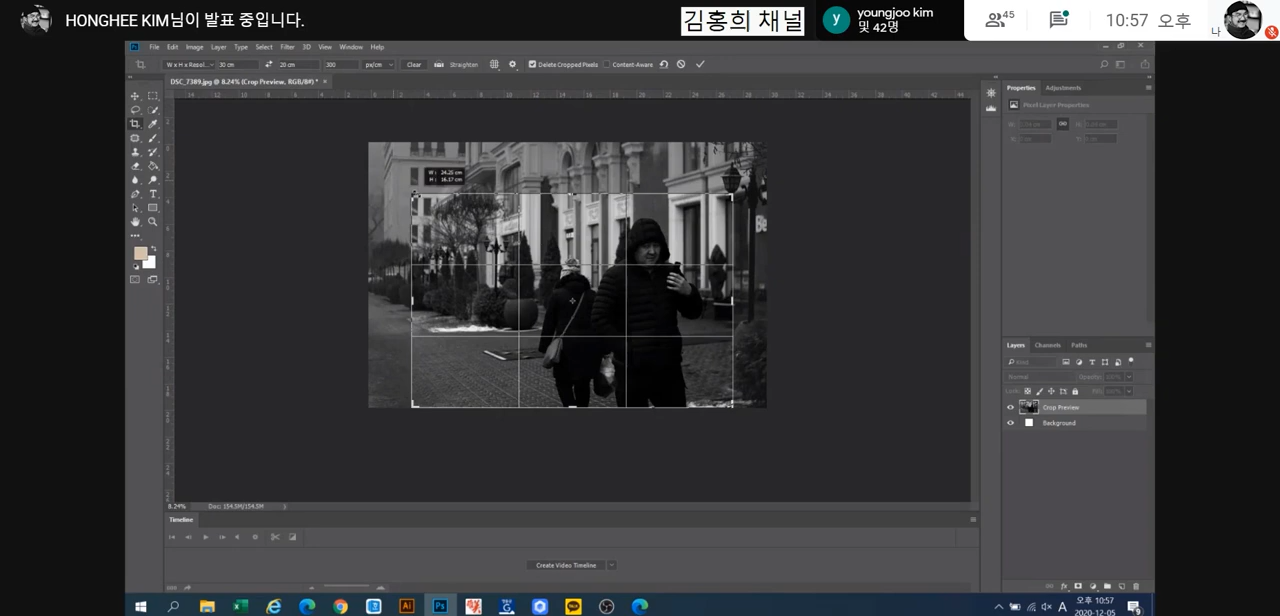 HONGHEE KIM님이 발표 중입니다.
김홍희 채널
y
youngjoo kim
및 42명
45
10:57 오후
나
Ps File Edit Image Layer Type Select Filter 3D View Window Help
W x H x Resol... 30 cm 20 cm 300 px/cm Clear Straighten Delete Cropped Pixels Content-Aware
DSC_7389.jpg @ 8.24% (Crop Preview, RGB/8#) *
Properties Adjustments
Pixel Layer Properties
W: 24.25 cm
H: 16.17 cm
Be
Layers Channels Paths
Normal Opacity: 100%
Lock:
Crop Preview
Background
8.24% Doc: 154.5M/154.5M
Timeline
Create Video Timeline
Ai Ps
A 오후 10:57
2020-12-05